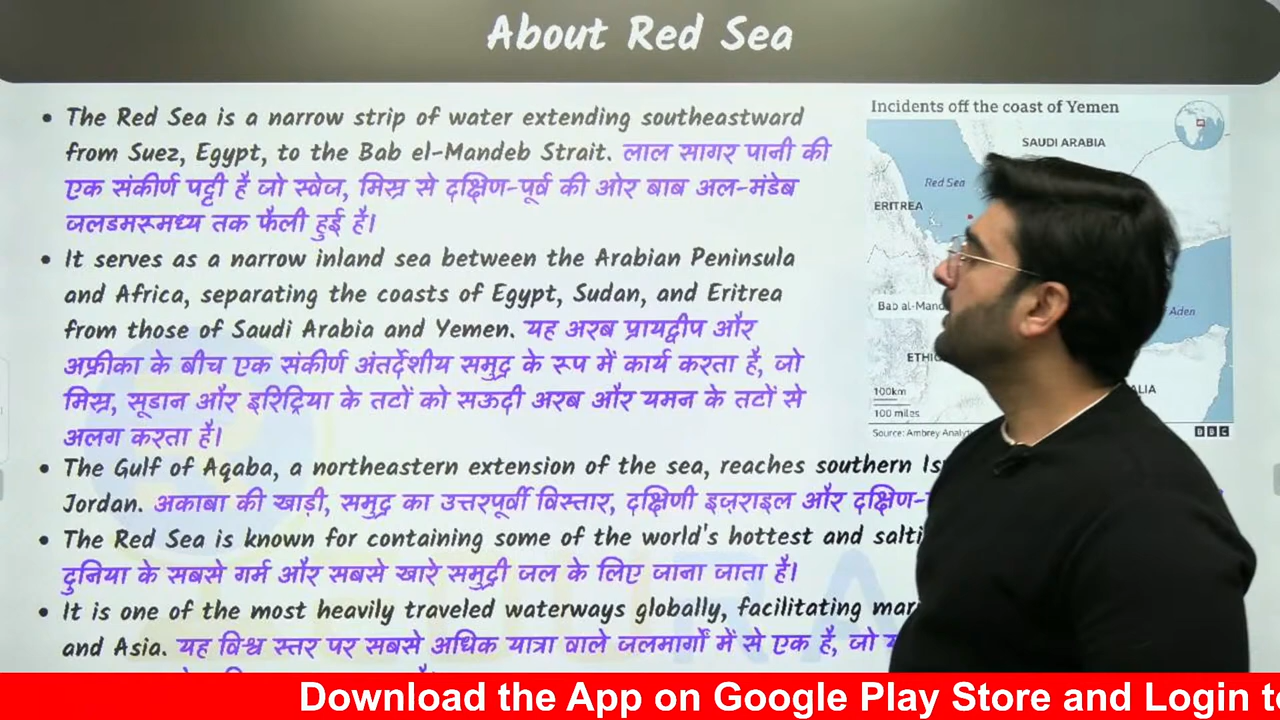 About Red Sea
• The Red Sea is a narrow strip of water extending southeastward
from Suez, Egypt, to the Bab el-Mandeb Strait. लाल सागर पानी की
एक संकीर्ण पट्टी है जो स्वेज, मिस्र से दक्षिण-पूर्व की ओर बाब अल-मंडेब
जलडमरूमध्य तक फैली हुई है।
• It serves as a narrow inland sea between the Arabian Peninsula
and Africa, separating the coasts of Egypt, Sudan, and Eritrea
from those of Saudi Arabia and Yemen. यह अरब प्रायद्वीप और
अफ्रीका के बीच एक संकीर्ण अंतर्देशीय समुद्र के रूप में कार्य करता है, जो
मिस्र, सूडान और इरिट्रिया के तटों को सऊदी अरब और यमन के तटों से
अलग करता है।
• The Gulf of Aqaba, a northeastern extension of the sea, reaches southern
Jordan. अकाबा की खाड़ी, समुद्र का उत्तरपूर्वी विस्तार, दक्षिणी इज़राइल और दक्षिण-
• The Red Sea is known for containing some of the world's hottest and
दुनिया के सबसे गर्म और सबसे खारे समुद्री जल के लिए जाना जाता है।
• It is one of the most heavily traveled waterways globally, facilitating
and Asia. यह विश्व स्तर पर सबसे अधिक यात्रा वाले जलमार्गों में से एक है, जो
Incidents off the coast of Yemen
SAUDI ARABIA
Red Sea
ERITREA
Bab al-Mand
Aden
ETHI
ALIA
100km
100 miles
Source: Ambrey Analyt
BBC
Download the App on Google Play Store and Login t